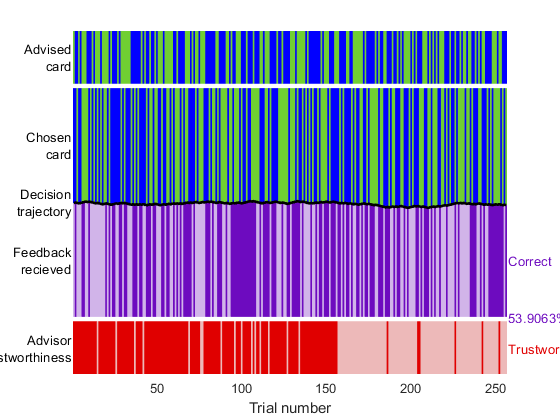 Advised
card
Chosen
card
Decision
trajectory
Feedback
recieved
Correct
53.9063%
Advisor
stworthiness
Trustwor
50
100
150
200
250
Trial number